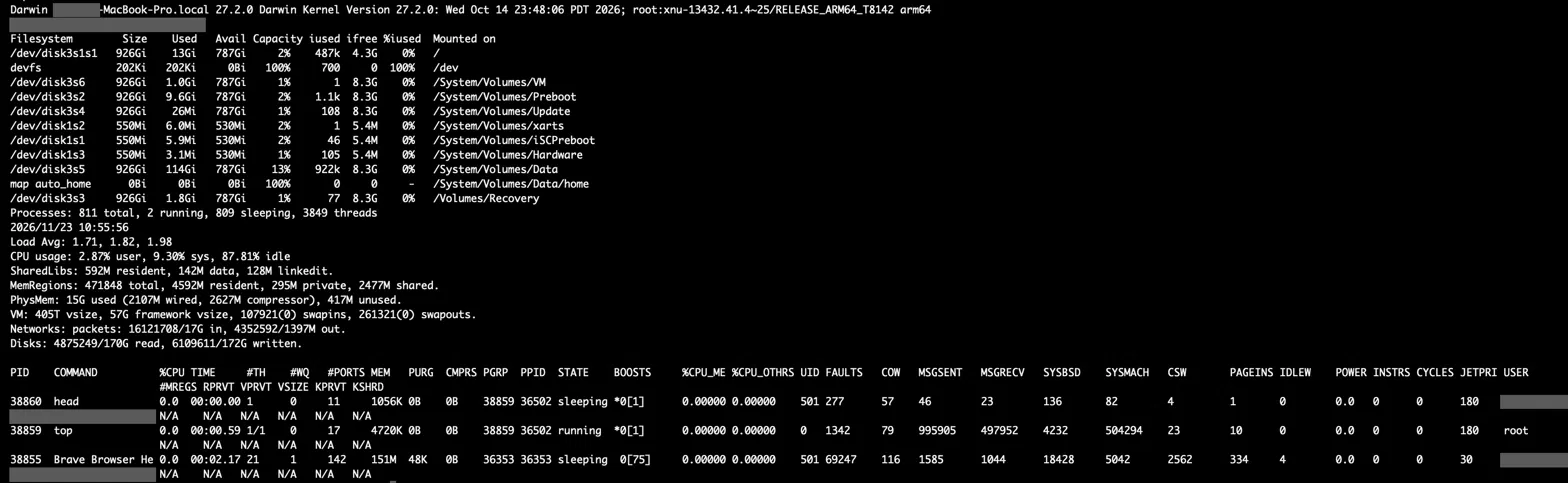 Darwin -MacBook-Pro.local 27.2.0 Darwin Kernel Version 27.2.0: Wed Oct 14 23:48:06 PDT 2026; root:xnu-13432.41.4~25/RELEASE_ARM64_T8142 arm64
Filesystem Size Used Avail Capacity iused ifree %iused Mounted on
/dev/disk3s1s1 926Gi 13Gi 787Gi 2% 487k 4.3G 0% /
devfs 202Ki 202Ki 0Bi 100% 700 0 100% /dev
/dev/disk3s6 926Gi 1.0Gi 787Gi 1% 1 8.3G 0% /System/Volumes/VM
/dev/disk3s2 926Gi 9.6Gi 787Gi 2% 1.1k 8.3G 0% /System/Volumes/Preboot
/dev/disk3s4 926Gi 26Mi 787Gi 1% 108 8.3G 0% /System/Volumes/Update
/dev/disk1s2 550Mi 6.0Mi 530Mi 2% 1 5.4M 0% /System/Volumes/xarts
/dev/disk1s1 550Mi 5.9Mi 530Mi 2% 46 5.4M 0% /System/Volumes/iSCPreboot
/dev/disk1s3 550Mi 3.1Mi 530Mi 1% 105 5.4M 0% /System/Volumes/Hardware
/dev/disk3s5 926Gi 114Gi 787Gi 13% 922k 8.3G 0% /System/Volumes/Data
map auto_home 0Bi 0Bi 0Bi 100% 0 0 - /System/Volumes/Data/home
/dev/disk3s3 926Gi 1.8Gi 787Gi 1% 77 8.3G 0% /Volumes/Recovery
Processes: 811 total, 2 running, 809 sleeping, 3849 threads
2026/11/23 10:55:56
Load Avg: 1.71, 1.82, 1.98
CPU usage: 2.87% user, 9.30% sys, 87.81% idle
SharedLibs: 592M resident, 142M data, 128M linkedit.
MemRegions: 471848 total, 4592M resident, 295M private, 2477M shared.
PhysMem: 15G used (2107M wired, 2627M compressor), 417M unused.
VM: 405T vsize, 57G framework vsize, 107921(0) swapins, 261321(0) swapouts.
Networks: packets: 16121708/17G in, 4352592/1397M out.
Disks: 4875249/170G read, 6109611/172G written.
PID COMMAND %CPU TIME #TH #WQ #PORTS MEM PURG CMPRS PGRP PPID STATE BOOSTS %CPU_ME %CPU_OTHRS UID FAULTS COW MSGSENT MSGRECV SYSBSD SYSMACH CSW PAGEINS IDLEW POWER INSTRS CYCLES JETPRI USER
#MREGS RPRVT VPRVT VSIZE KPRVT KSHRD
38860 head 0.0 00:00.00 1 0 11 1056K 0B 0B 38859 36502 sleeping *0[1] 0.00000 0.00000 501 277 57 46 23 136 82 4 1 0 0.0 0 0 180
N/A N/A N/A N/A N/A N/A
38859 top 0.0 00:00.59 1/1 0 17 4720K 0B 0B 38859 36502 running *0[1] 0.00000 0.00000 0 1342 79 995905 497952 4232 504294 23 10 0 0.0 0 0 180 root
N/A N/A N/A N/A N/A N/A
38855 Brave Browser He 0.0 00:02.17 21 1 142 151M 48K 0B 36353 36353 sleeping 0[75] 0.00000 0.00000 501 69247 116 1585 1044 18428 5042 2562 334 4 0.0 0 0 30
N/A N/A N/A N/A N/A N/A